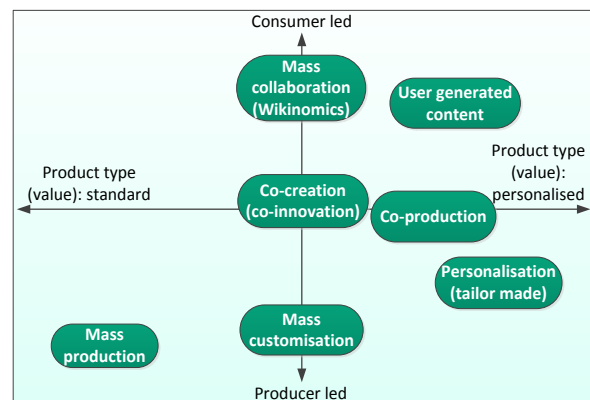 Consumer led
Mass
collaboration
(Wikinomics)
User generated
content
Product type
(value): standard
Product type
(value):
personalised
Co-creation
(co-innovation)
Co-production
Personalisation
(tailor made)
Mass
production
Mass
customisation
Producer led